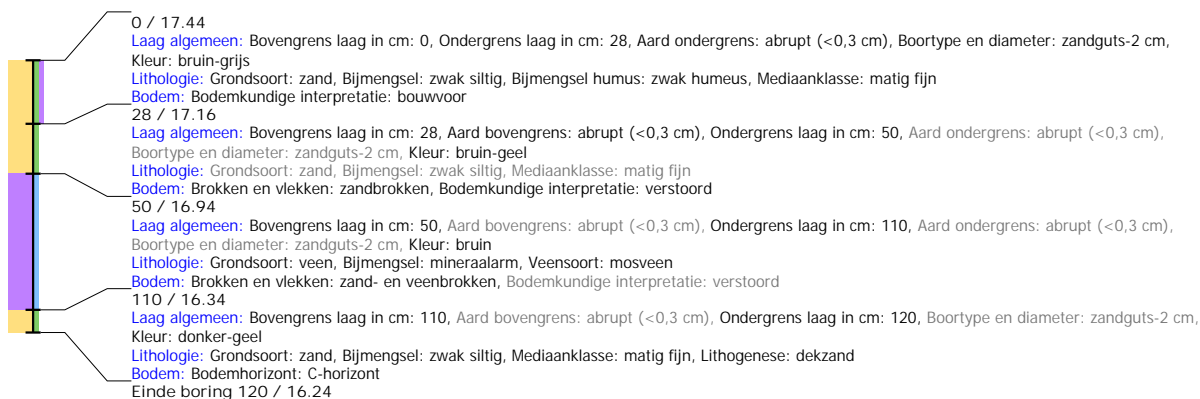 0 / 17.44
Laag algemeen: Bovengrens laag in cm: 0, Ondergrens laag in cm: 28, Aard ondergrens: abrupt (<0,3 cm), Boortype en diameter: zandguts-2 cm,
Kleur: bruin-grijs
Lithologie: Grondsoort: zand, Bijmengsel: zwak siltig, Bijmengsel humus: zwak humeus, Mediaanklasse: matig fijn
Bodem: Bodemkundige interpretatie: bouwvoor
28 / 17.16
Laag algemeen: Bovengrens laag in cm: 28, Aard bovengrens: abrupt (<0,3 cm), Ondergrens laag in cm: 50, Aard ondergrens: abrupt (<0,3 cm),
Boortype en diameter: zandguts-2 cm, Kleur: bruin-geel
Lithologie: Grondsoort: zand, Bijmengsel: zwak siltig, Mediaanklasse: matig fijn
Bodem: Brokken en vlekken: zandbrokken, Bodemkundige interpretatie: verstoord
50 / 16.94
Laag algemeen: Bovengrens laag in cm: 50, Aard bovengrens: abrupt (<0,3 cm), Ondergrens laag in cm: 110, Aard ondergrens: abrupt (<0,3 cm),
Boortype en diameter: zandguts-2 cm, Kleur: bruin
Lithologie: Grondsoort: veen, Bijmengsel: mineraalarm, Veensoort: mosveen
Bodem: Brokken en vlekken: zand- en veenbrokken, Bodemkundige interpretatie: verstoord
110 / 16.34
Laag algemeen: Bovengrens laag in cm: 110, Aard bovengrens: abrupt (<0,3 cm), Ondergrens laag in cm: 120, Boortype en diameter: zandguts-2 cm,
Kleur: donker-geel
Lithologie: Grondsoort: zand, Bijmengsel: zwak siltig, Mediaanklasse: matig fijn, Lithogenese: dekzand
Bodem: Bodemhorizont: C-horizont
Einde boring 120 / 16.24